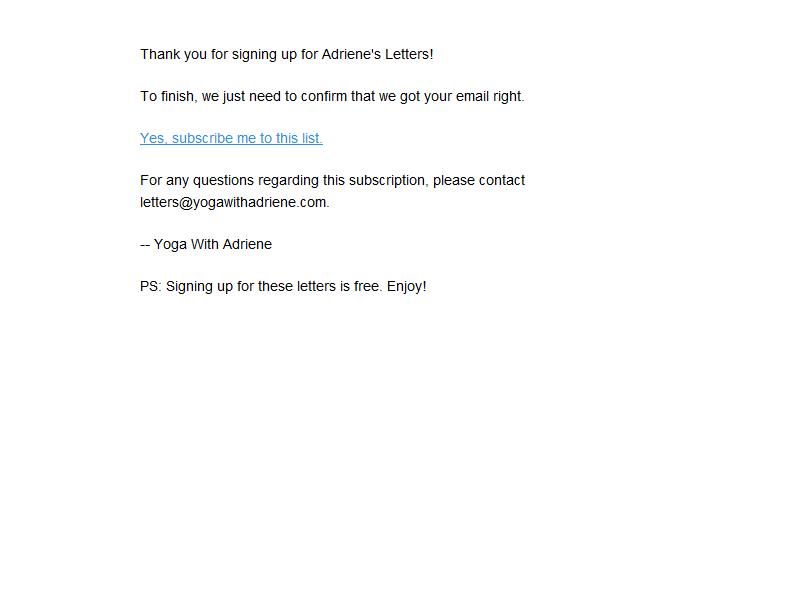 Thank you for signing up for Adriene's Letters!
To finish, we just need to confirm that we got your email right.
Yes, subscribe me to this list.
For any questions regarding this subscription, please contact
letters@yogawithadriene.com.
-- Yoga With Adriene
PS: Signing up for these letters is free. Enjoy!